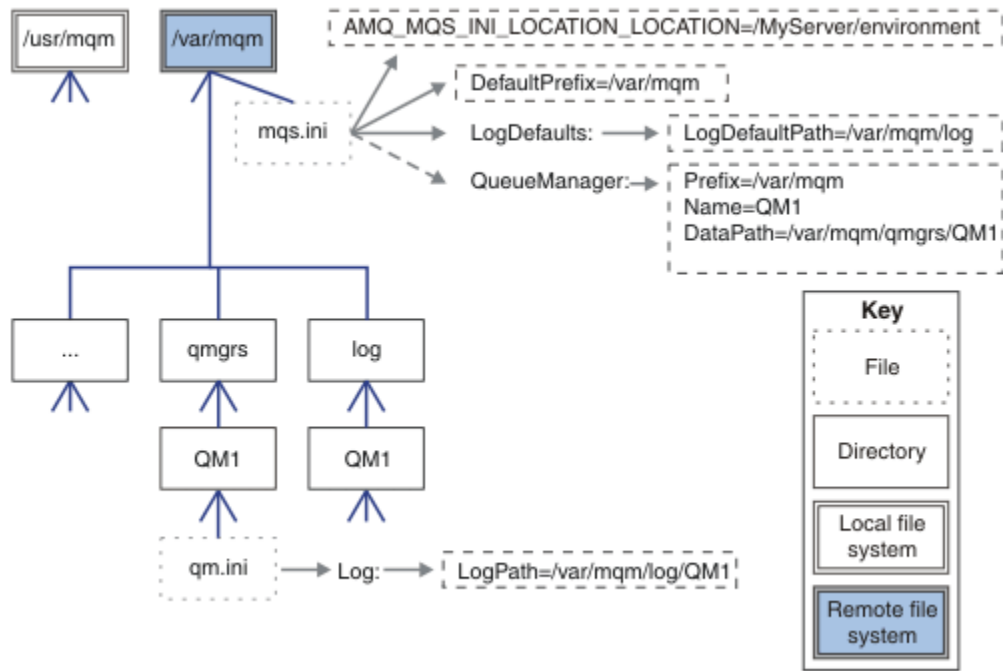 /usr/mqm
/var/mqm
AMQ_MQS_INI_LOCATION_LOCATION=/MyServer/environment
DefaultPrefix=/var/mqm
mqs.ini
LogDefaults:
LogDefaultPath=/var/mqm/log
QueueManager:
Prefix=/var/mqm
Name=QM1
DataPath=/var/mqm/qmgrs/QM1
...
qmgrs
log
QM1
QM1
qm.ini
Log:
LogPath=/var/mqm/log/QM1
Key
File
Directory
Local file
system
Remote file
system